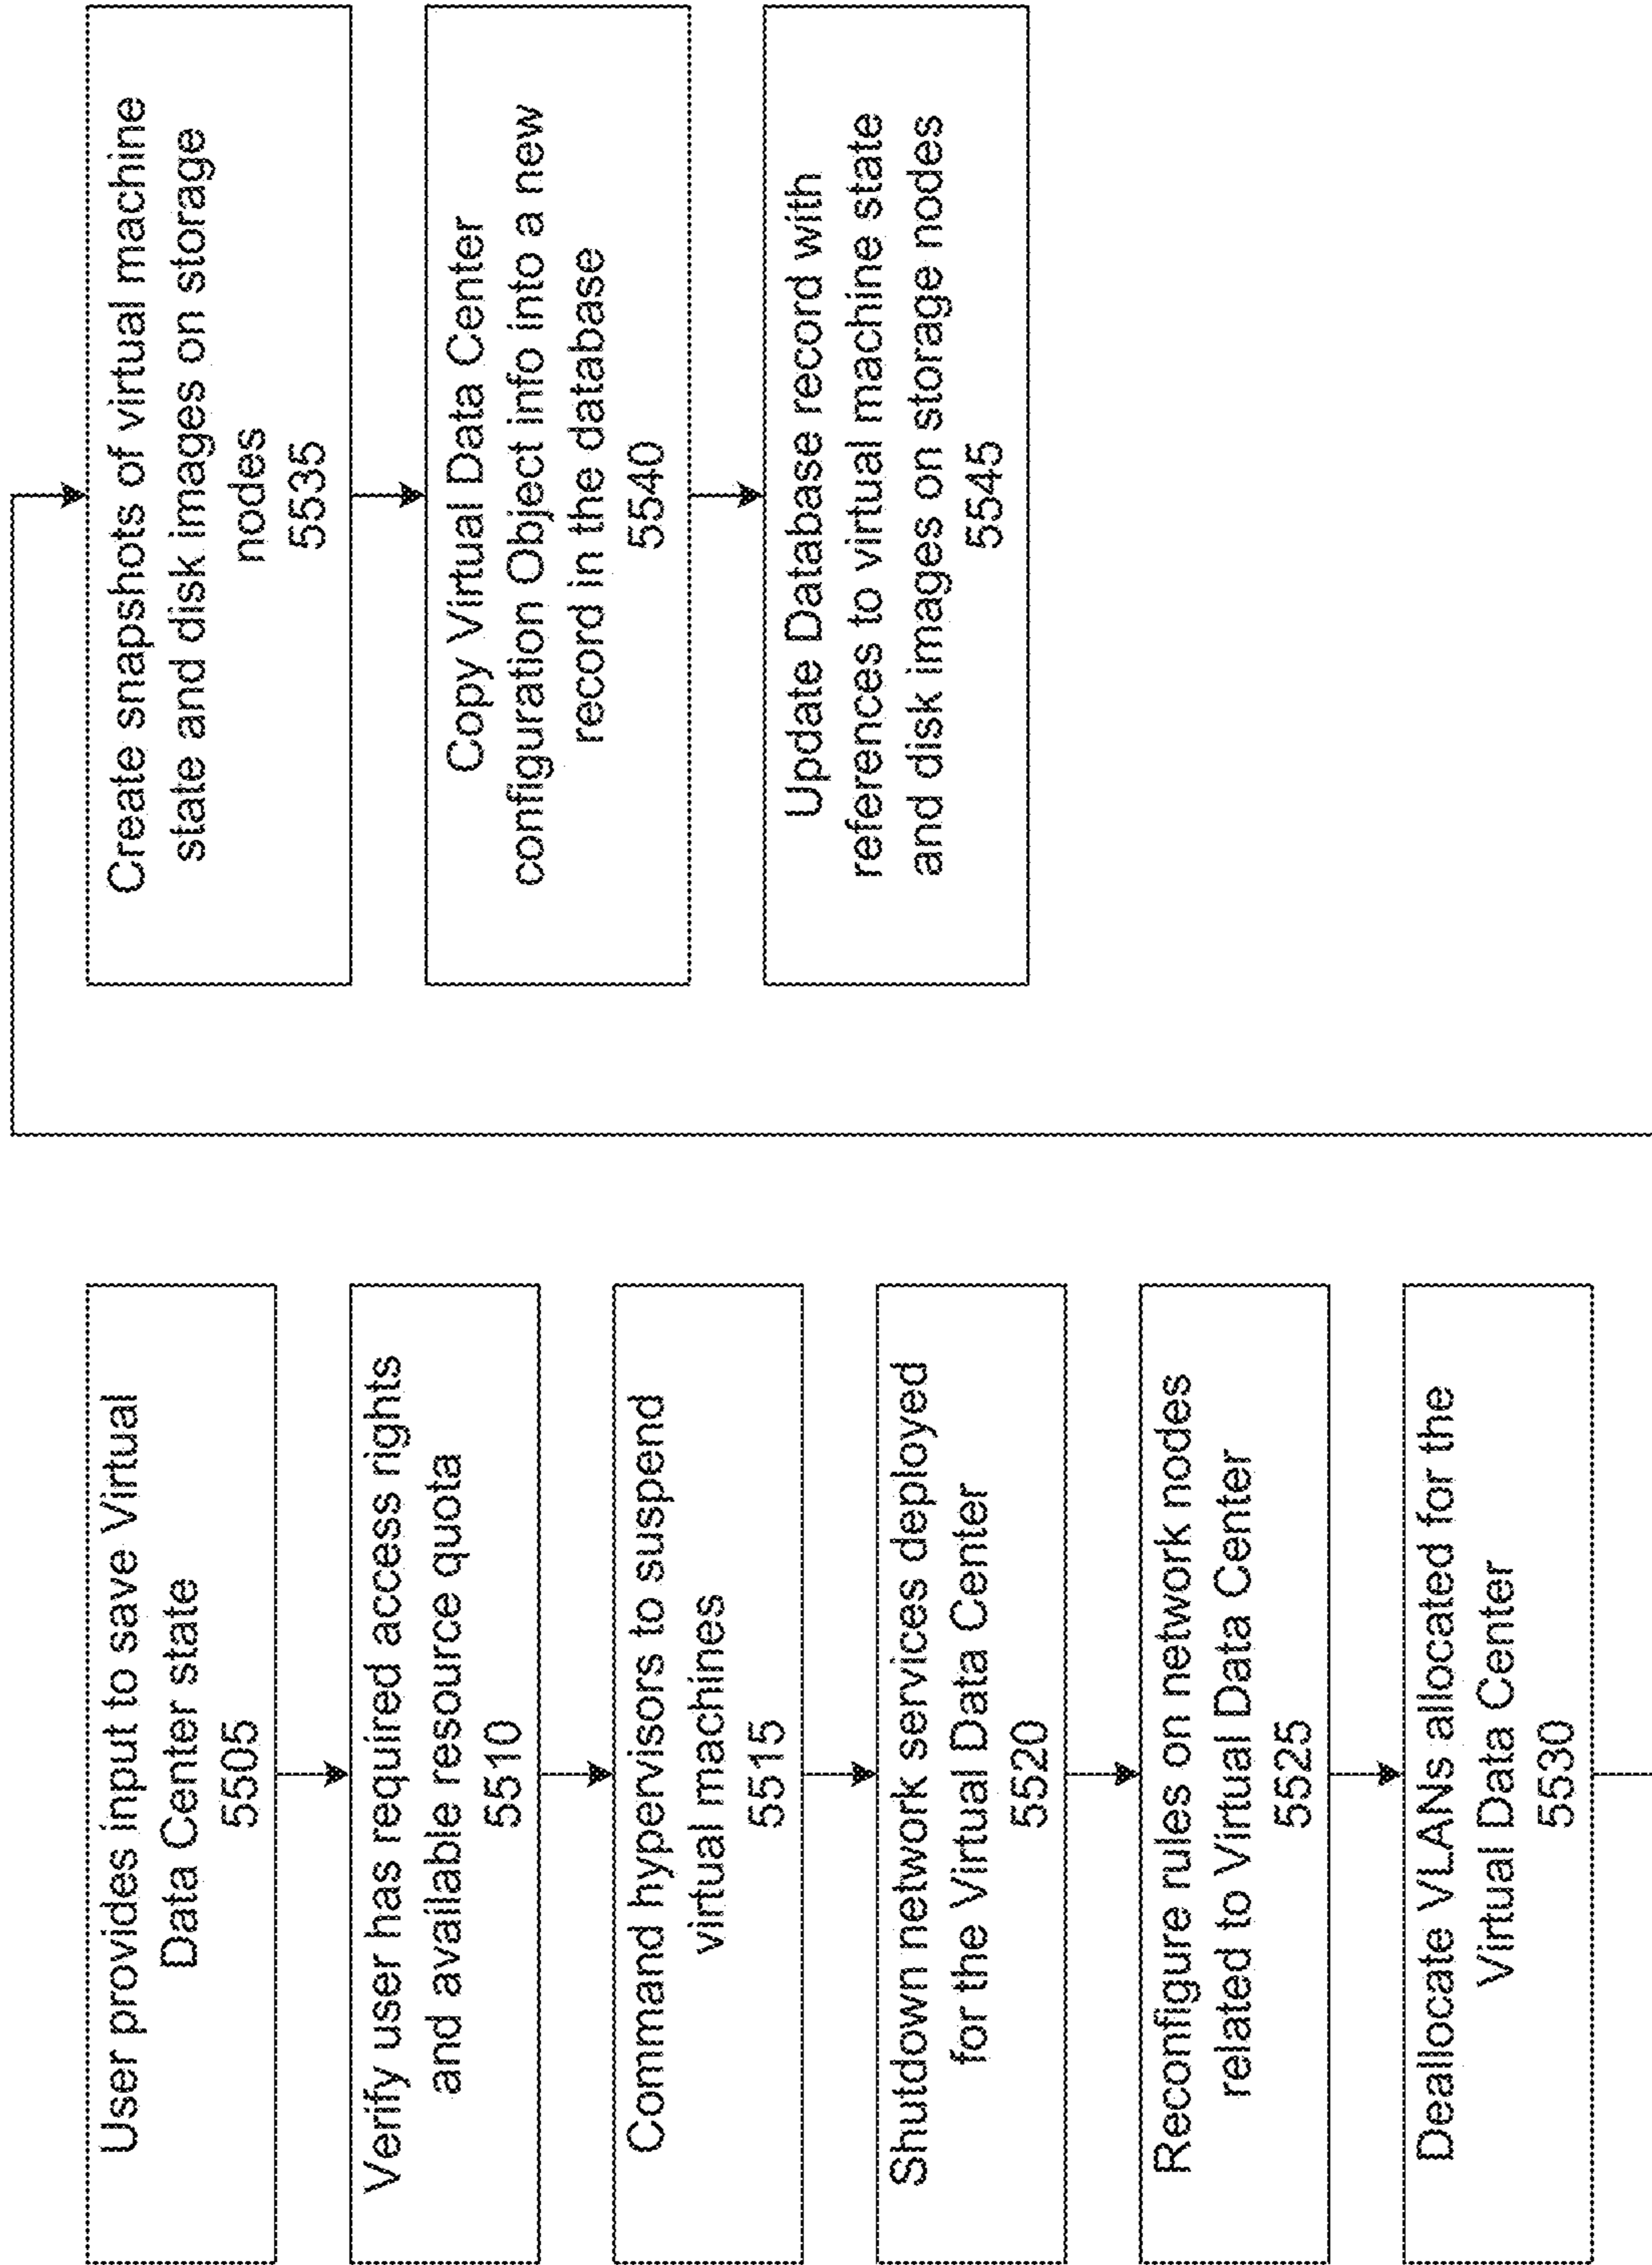 User provides input to save Virtual
Data Center state
5505
Verify user has required access rights
and available resource quota
5510
Command hypervisors to suspend
virtual machines
5515
Shutdown network services deployed
for the Virtual Data Center
5520
Reconfigure rules on network nodes
related to Virtual Data Center
5525
Deallocate VLANs allocated for the
Virtual Data Center
5530
Create snapshots of virtual machine
state and disk images on storage
nodes
5535
Copy Virtual Data Center
configuration Object info into a new
record in the database
5540
Update Database record with
references to virtual machine state
and disk images on storage nodes
5545